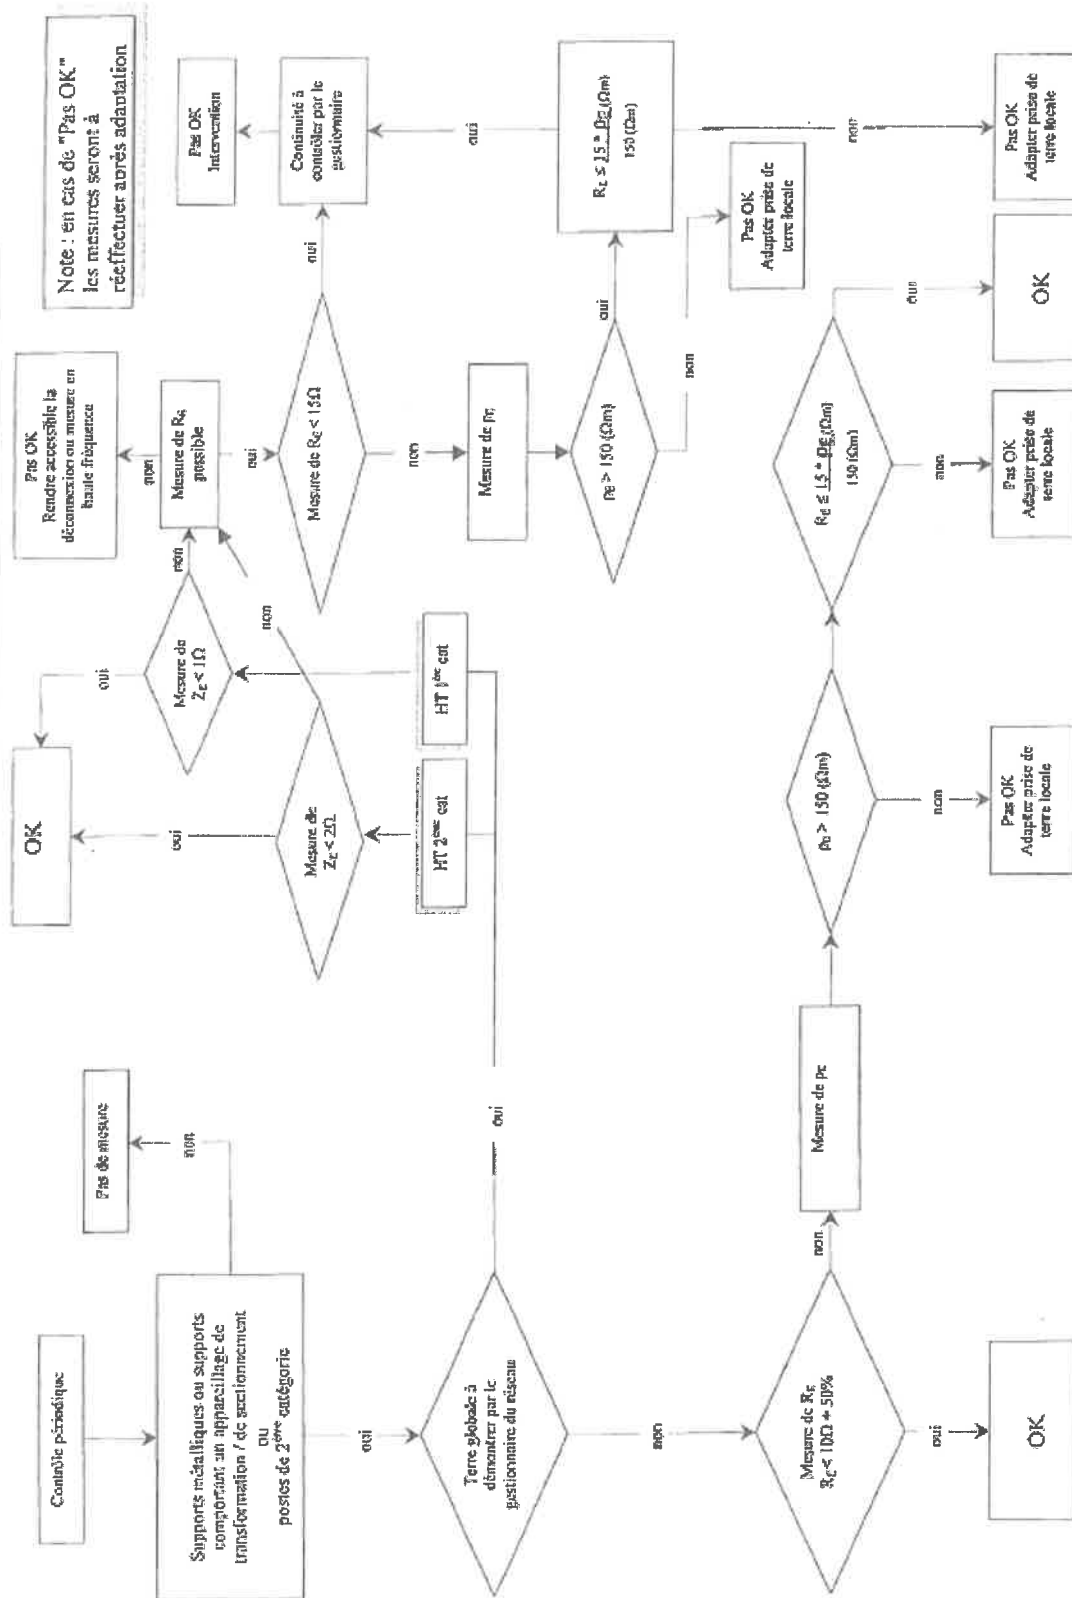 Contrôle périodique
Supports métalliques ou supports
comportant un appareillage de
transformation / de sectionnement
ou
postes de 2ème catégorie
non
Pas de mesure
oui
Terre globale à
démontrer par le
gestionnaire du réseau
oui
HT 2ème cat
HT 1ère cat
Mesure de
ZE < 2Ω
oui
OK
non
Mesure de
ZE < 1Ω
oui
non
Mesure de RE
possible
non
Pas OK
Rendre accessible la
déconnexion ou mesure en
haute fréquence
oui
Mesure de RE < 15Ω
oui
Continuité à
contrôler par le
gestionnaire
Pas OK
Intervention
non
Mesure de ρE
ρE > 150 (Ωm)
oui
RE ≤ 15 * ρE (Ωm)
150 (Ωm)
oui
non
Pas OK
Adapter prise de
terre locale
non
Pas OK
Adapter prise de
terre locale
Note : en cas de "Pas OK"
les mesures seront à
réeffectuer après adaptation
non
Mesure de RE
RE < 10Ω + 50%
oui
OK
non
Mesure de ρE
ρE > 150 (Ωm)
non
Pas OK
Adapter prise de
terre locale
RE ≤ 15 * ρE (Ωm)
150 (Ωm)
non
Pas OK
Adapter prise de
terre locale
oui
OK